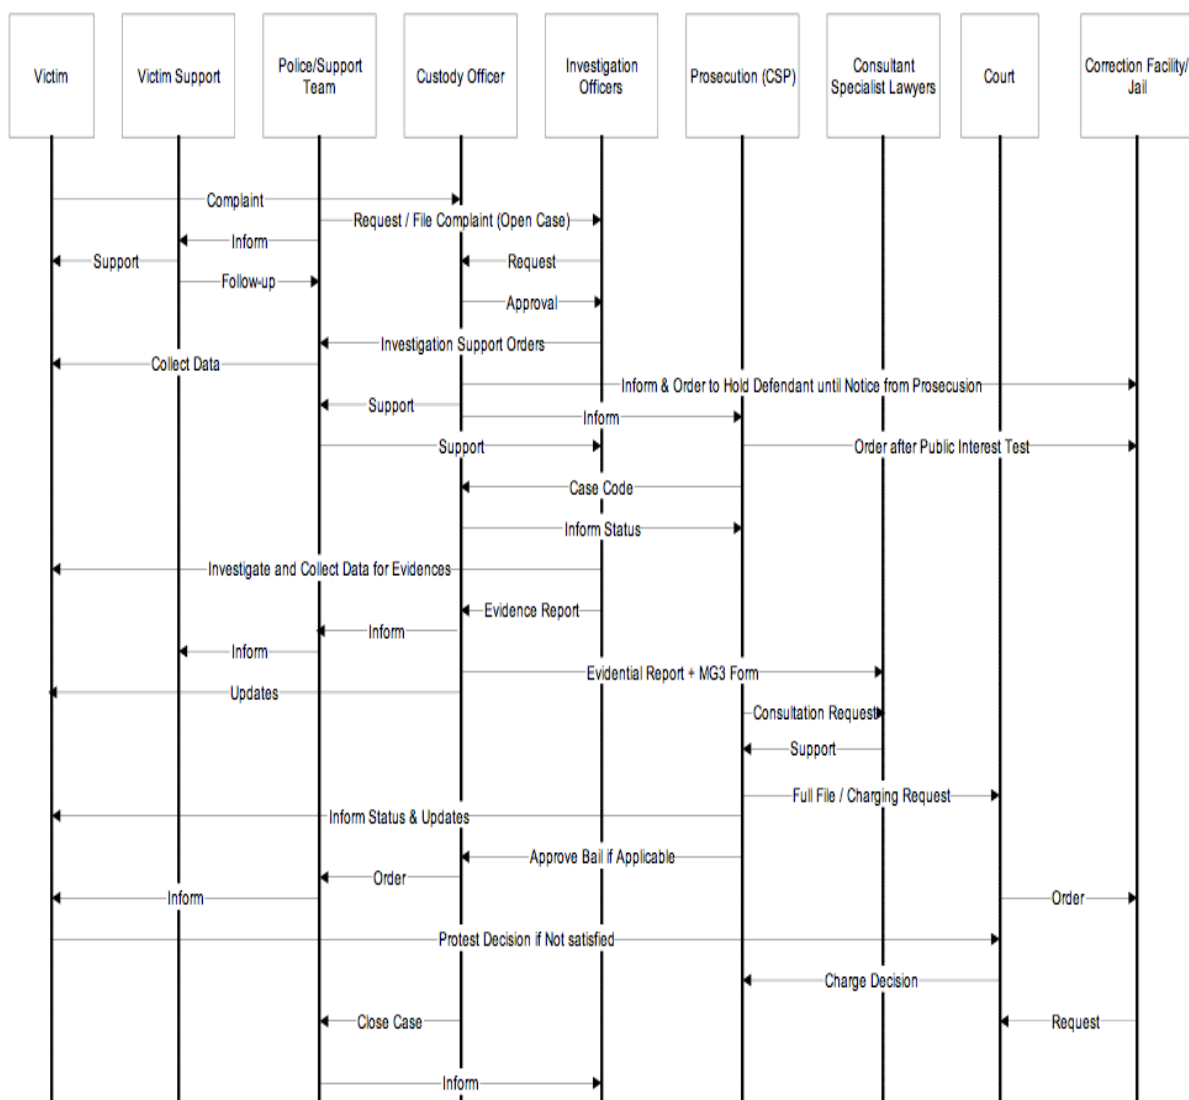 Victim
Victim Support
Police/Support
Team
Custody Officer
Investigation
Officers
Prosecution (CSP)
Consultant
Specialist Lawyers
Court
Correction Facility/
Jail
Complaint
Request / File Complaint (Open Case)
Inform
Support
Request
Follow-up
Approval
Investigation Support Orders
Collect Data
Inform & Order to Hold Defendant until Notice from Prosecusion
Support
Inform
Support
Order after Public Interest Test
Case Code
Inform Status
Investigate and Collect Data for Evidences
Evidence Report
Inform
Inform
Evidential Report + MG3 Form
Updates
Consultation Request
Support
Full File / Charging Request
Inform Status & Updates
Approve Bail if Applicable
Order
Inform
Order
Protest Decision if Not satisfied
Charge Decision
Close Case
Request
Inform